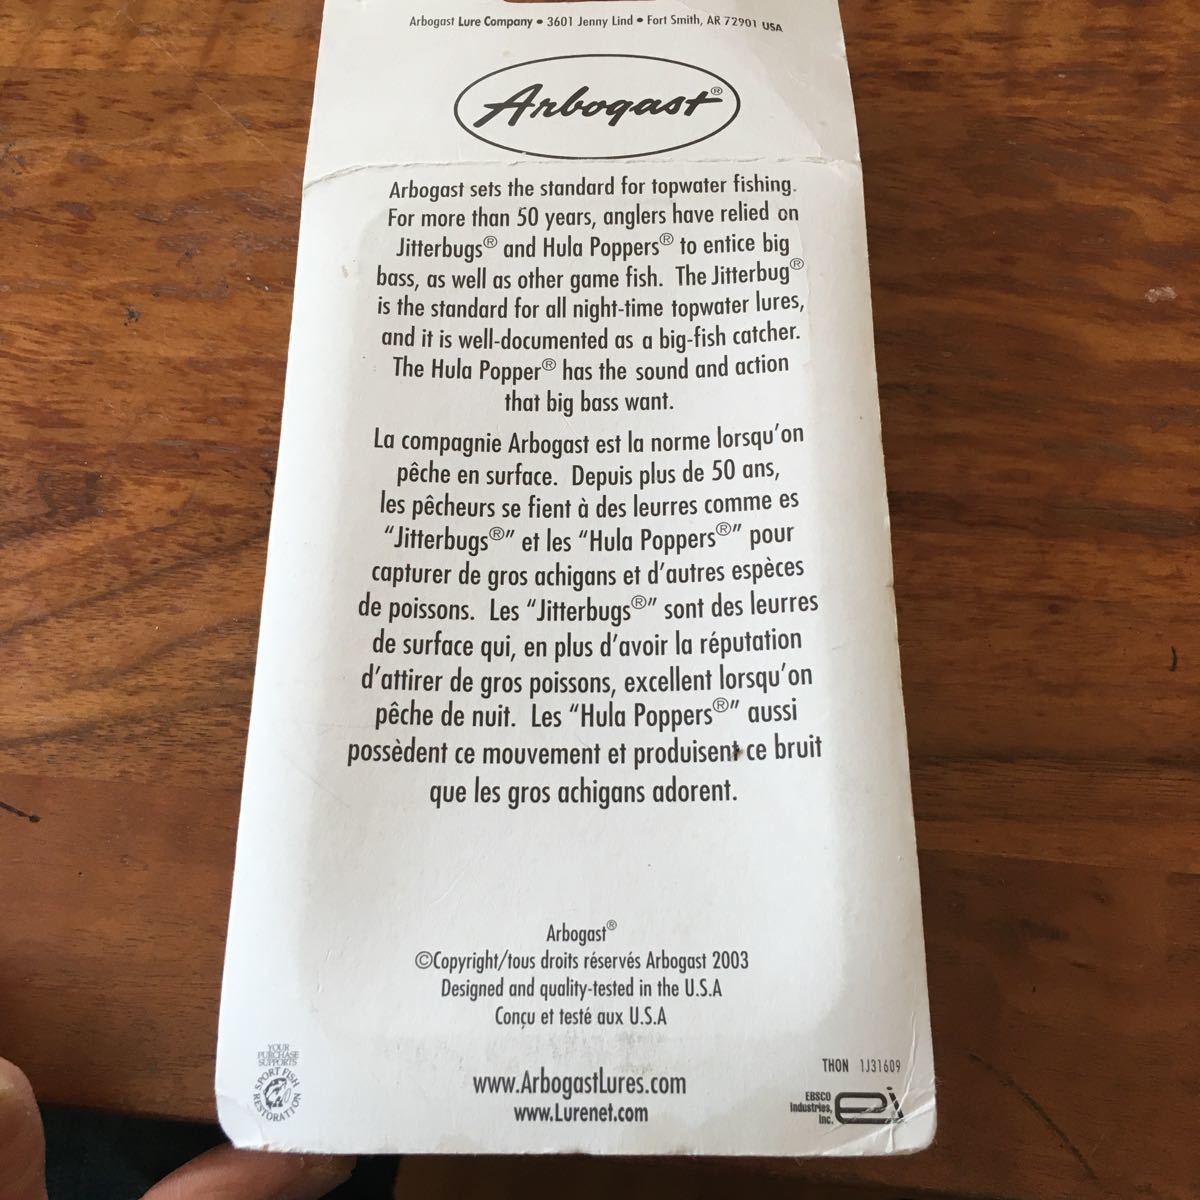 Arbogast Lure Company • 3601 Jenny Lind • Fort Smith, AR 72901 USA
Arbogast®
Arbogast sets the standard for topwater fishing.
For more than 50 years, anglers have relied on
Jitterbugs® and Hula Poppers® to entice big
bass, as well as other game fish. The Jitterbug®
is the standard for all night-time topwater lures,
and it is well-documented as a big-fish catcher.
The Hula Popper® has the sound and action
that big bass want.
La compagnie Arbogast est la norme lorsqu'on
pêche en surface. Depuis plus de 50 ans,
les pêcheurs se fient à des leurres comme es
“Jitterbugs®” et les “Hula Poppers®” pour
capturer de gros achigans et d'autres espèces
de poissons. Les “Jitterbugs®” sont des leurres
de surface qui, en plus d'avoir la réputation
d'attirer de gros poissons, excellent lorsqu'on
pêche de nuit. Les “Hula Poppers®” aussi
possèdent ce mouvement et produisent ce bruit
que les gros achigans adorent.
Arbogast®
©Copyright/tous droits réservés Arbogast 2003
Designed and quality-tested in the U.S.A
Conçu et testé aux U.S.A
YOUR
PURCHASE
SUPPORTS
SPORT FISH
RESTORATION
www.ArbogastLures.com
www.Lurenet.com
THON 1J31609
EBSCO
Industries,
Inc.
ei